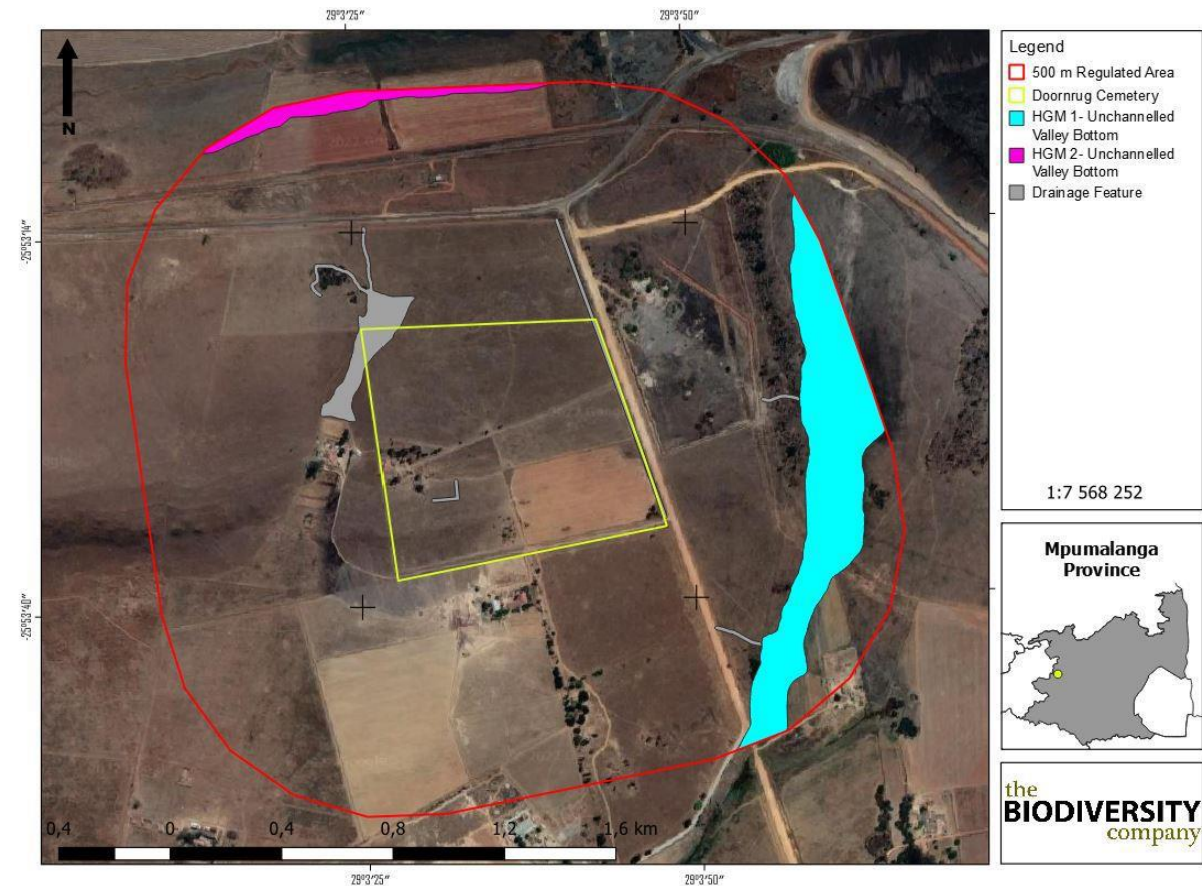 29°3'25" 29°3'50"
N
-25°53'14"
-25°53'40"
0,4 0 0,4 0,8 1,2 1,6 km
29°3'25" 29°3'50"
Legend
500 m Regulated Area
Doornrug Cemetery
HGM 1- Unchannelled
Valley Bottom
HGM 2- Unchannelled
Valley Bottom
Drainage Feature
1:7 568 252
Mpumalanga
Province
the
BIODIVERSITY
company